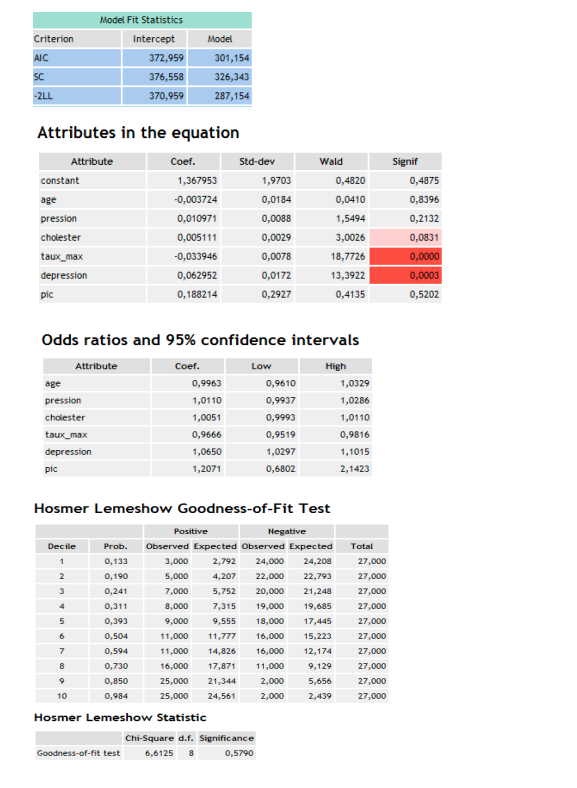 Model Fit Statistics
Criterion Intercept Model
AIC 372,959 301,154
SC 376,558 326,343
-2LL 370,959 287,154
Attributes in the equation
Attribute Coef. Std-dev Wald Signif
constant 1,367953 1,9703 0,4820 0,4875
age -0,003724 0,0184 0,0410 0,8396
pression 0,010971 0,0088 1,5494 0,2132
cholester 0,005111 0,0029 3,0026 0,0831
taux_max -0,033946 0,0078 18,7726 0,0000
depression 0,062952 0,0172 13,3922 0,0003
pic 0,188214 0,2927 0,4135 0,5202
Odds ratios and 95% confidence intervals
Attribute Coef. Low High
age 0,9963 0,9610 1,0329
pression 1,0110 0,9937 1,0286
cholester 1,0051 0,9993 1,0110
taux_max 0,9666 0,9519 0,9816
depression 1,0650 1,0297 1,1015
pic 1,2071 0,6802 2,1423
Hosmer Lemeshow Goodness-of-Fit Test
Positive Negative
Decile Prob. Observed Expected Observed Expected Total
1 0,133 3,000 2,792 24,000 24,208 27,000
2 0,190 5,000 4,207 22,000 22,793 27,000
3 0,241 7,000 5,752 20,000 21,248 27,000
4 0,311 8,000 7,315 19,000 19,685 27,000
5 0,393 9,000 9,555 18,000 17,445 27,000
6 0,504 11,000 11,777 16,000 15,223 27,000
7 0,594 11,000 14,826 16,000 12,174 27,000
8 0,730 16,000 17,871 11,000 9,129 27,000
9 0,850 25,000 21,344 2,000 5,656 27,000
10 0,984 25,000 24,561 2,000 2,439 27,000
Hosmer Lemeshow Statistic
Chi-Square d.f. Significance
Goodness-of-fit test 6,6125 8 0,5790